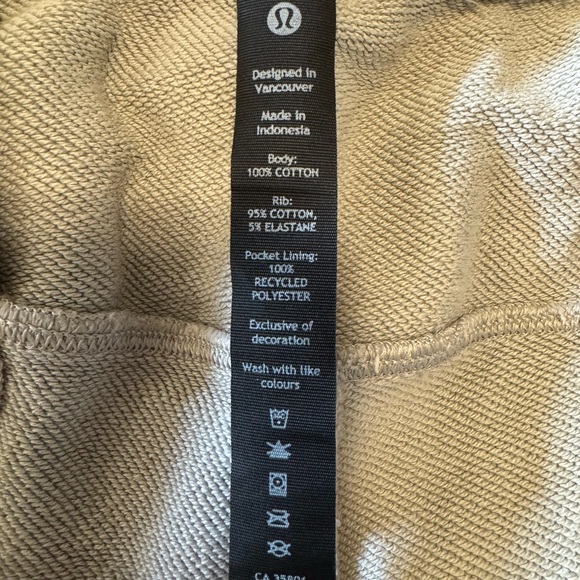 Designed in
Vancouver
Made in
Indonesia
Body:
100% COTTON
Rib:
95% COTTON,
5% ELASTANE
Pocket Lining:
100%
RECYCLED
POLYESTER
Exclusive of
decoration
Wash with like
colours
CA